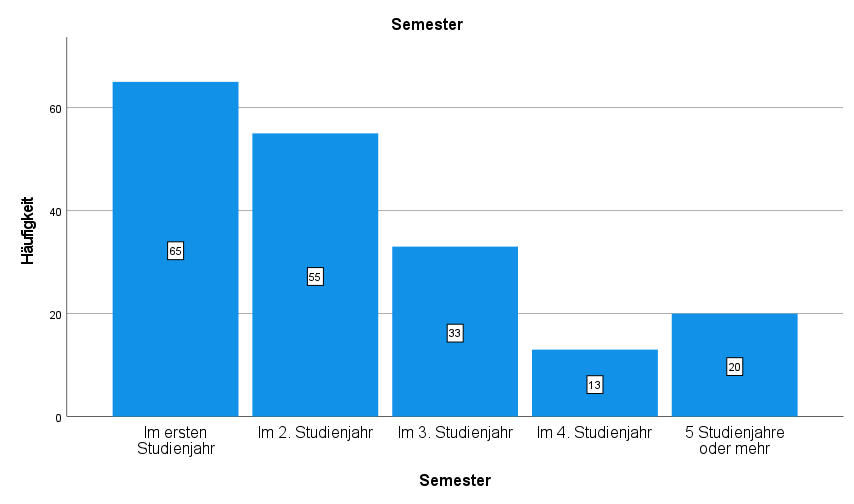 Semester
Häufigkeit
60
40
20
0
65
55
33
13
20
Im ersten
Studienjahr
Im 2. Studienjahr
Im 3. Studienjahr
Im 4. Studienjahr
5 Studienjahre
oder mehr
Semester